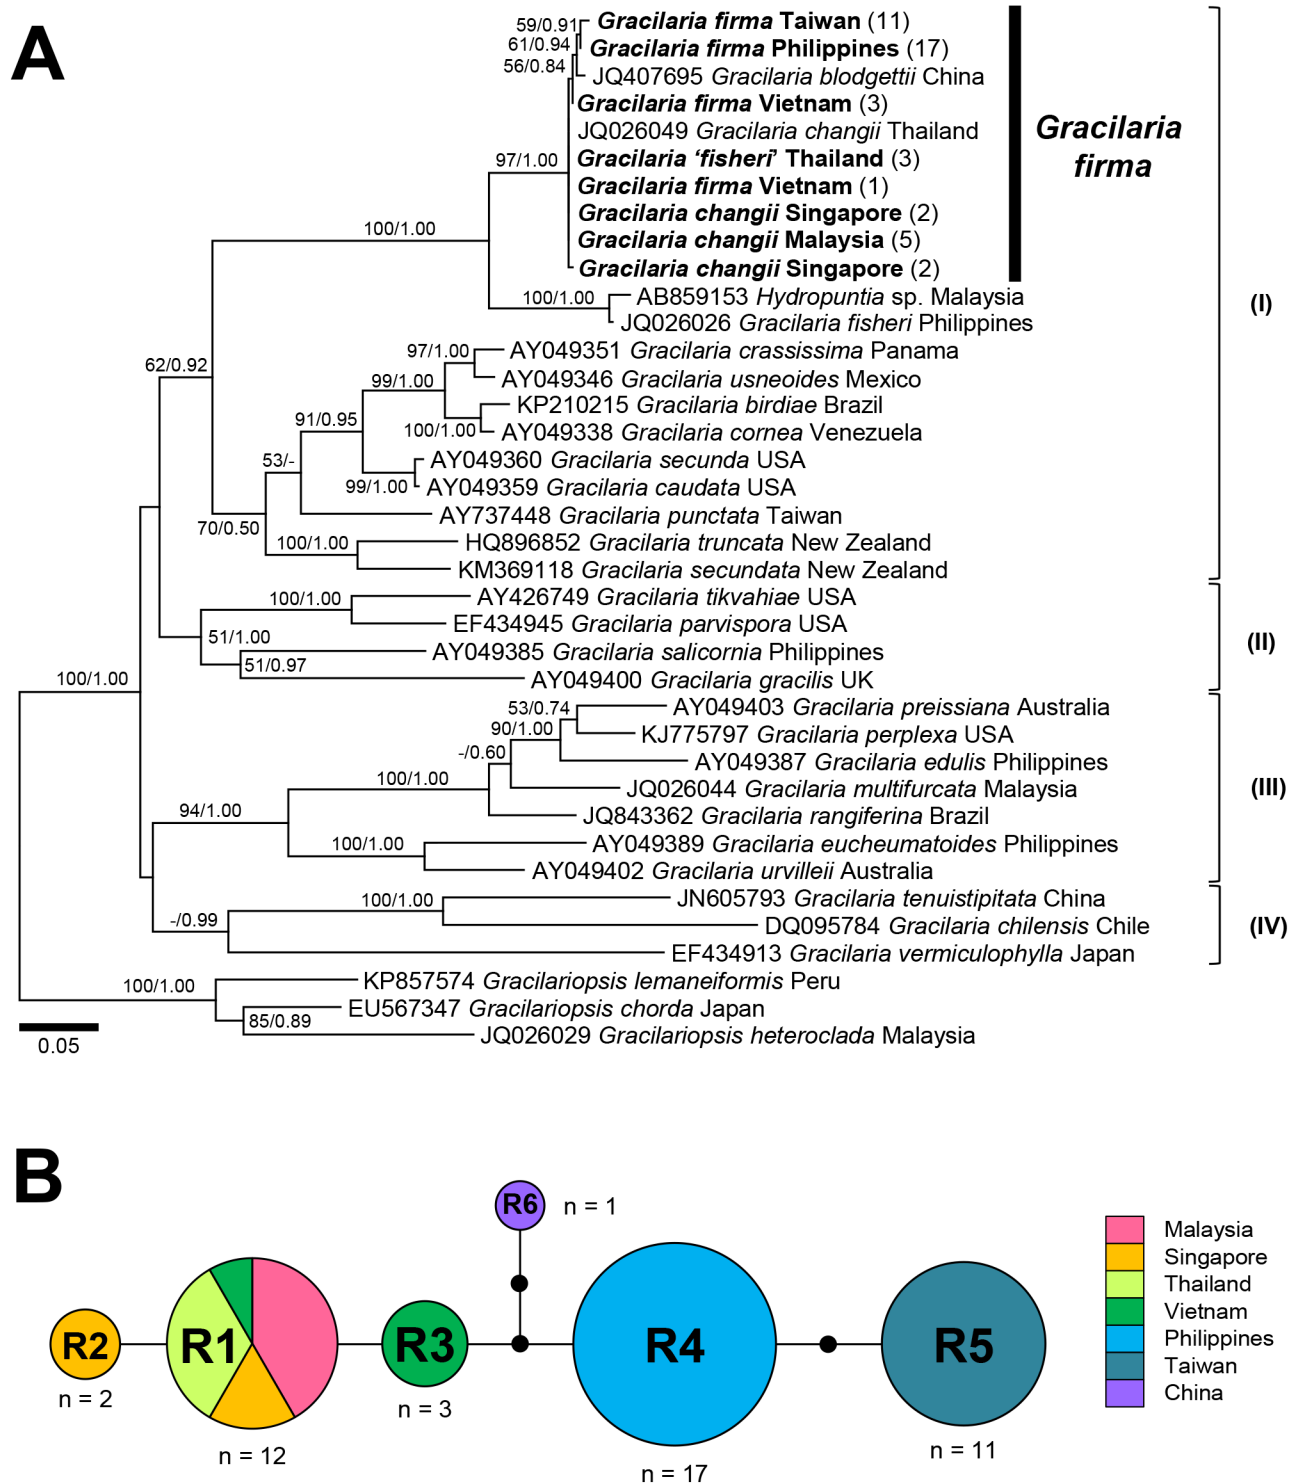 A
59/0.91
Gracilaria firma Taiwan (11)
61/0.94
Gracilaria firma Philippines (17)
56/0.84
JQ407695 Gracilaria blodgettii China
Gracilaria firma Vietnam (3)
JQ026049 Gracilaria changii Thailand
97/1.00
Gracilaria ‘fisheri’ Thailand (3)
Gracilaria firma Vietnam (1)
Gracilaria changii Singapore (2)
100/1.00
Gracilaria changii Malaysia (5)
Gracilaria changii Singapore (2)
Gracilaria
firma
100/1.00
AB859153 Hydropuntia sp. Malaysia
JQ026026 Gracilaria fisheri Philippines
(I)
62/0.92
97/1.00
AY049351 Gracilaria crassissima Panama
99/1.00
AY049346 Gracilaria usneoides Mexico
KP210215 Gracilaria birdiae Brazil
91/0.95
100/1.00
AY049338 Gracilaria cornea Venezuela
53/-
AY049360 Gracilaria secunda USA
99/1.00
AY049359 Gracilaria caudata USA
70/0.50
AY737448 Gracilaria punctata Taiwan
100/1.00
HQ896852 Gracilaria truncata New Zealand
KM369118 Gracilaria secundata New Zealand
100/1.00
AY426749 Gracilaria tikvahiae USA
EF434945 Gracilaria parvispora USA
51/1.00
AY049385 Gracilaria salicornia Philippines
(II)
51/0.97
AY049400 Gracilaria gracilis UK
100/1.00
53/0.74
AY049403 Gracilaria preissiana Australia
90/1.00
KJ775797 Gracilaria perplexa USA
-/0.60
AY049387 Gracilaria edulis Philippines
100/1.00
JQ026044 Gracilaria multifurcata Malaysia
(III)
94/1.00
JQ843362 Gracilaria rangiferina Brazil
100/1.00
AY049389 Gracilaria eucheumatoides Philippines
AY049402 Gracilaria urvilleii Australia
100/1.00
JN605793 Gracilaria tenuistipitata China
-/0.99
DQ095784 Gracilaria chilensis Chile
(IV)
EF434913 Gracilaria vermiculophylla Japan
100/1.00
KP857574 Gracilariopsis lemaneiformis Peru
EU567347 Gracilariopsis chorda Japan
85/0.89
JQ026029 Gracilariopsis heteroclada Malaysia
0.05
B
R6
n = 1
R2
n = 2
R1
n = 12
R3
n = 3
R4
n = 17
R5
n = 11
Malaysia
Singapore
Thailand
Vietnam
Philippines
Taiwan
China